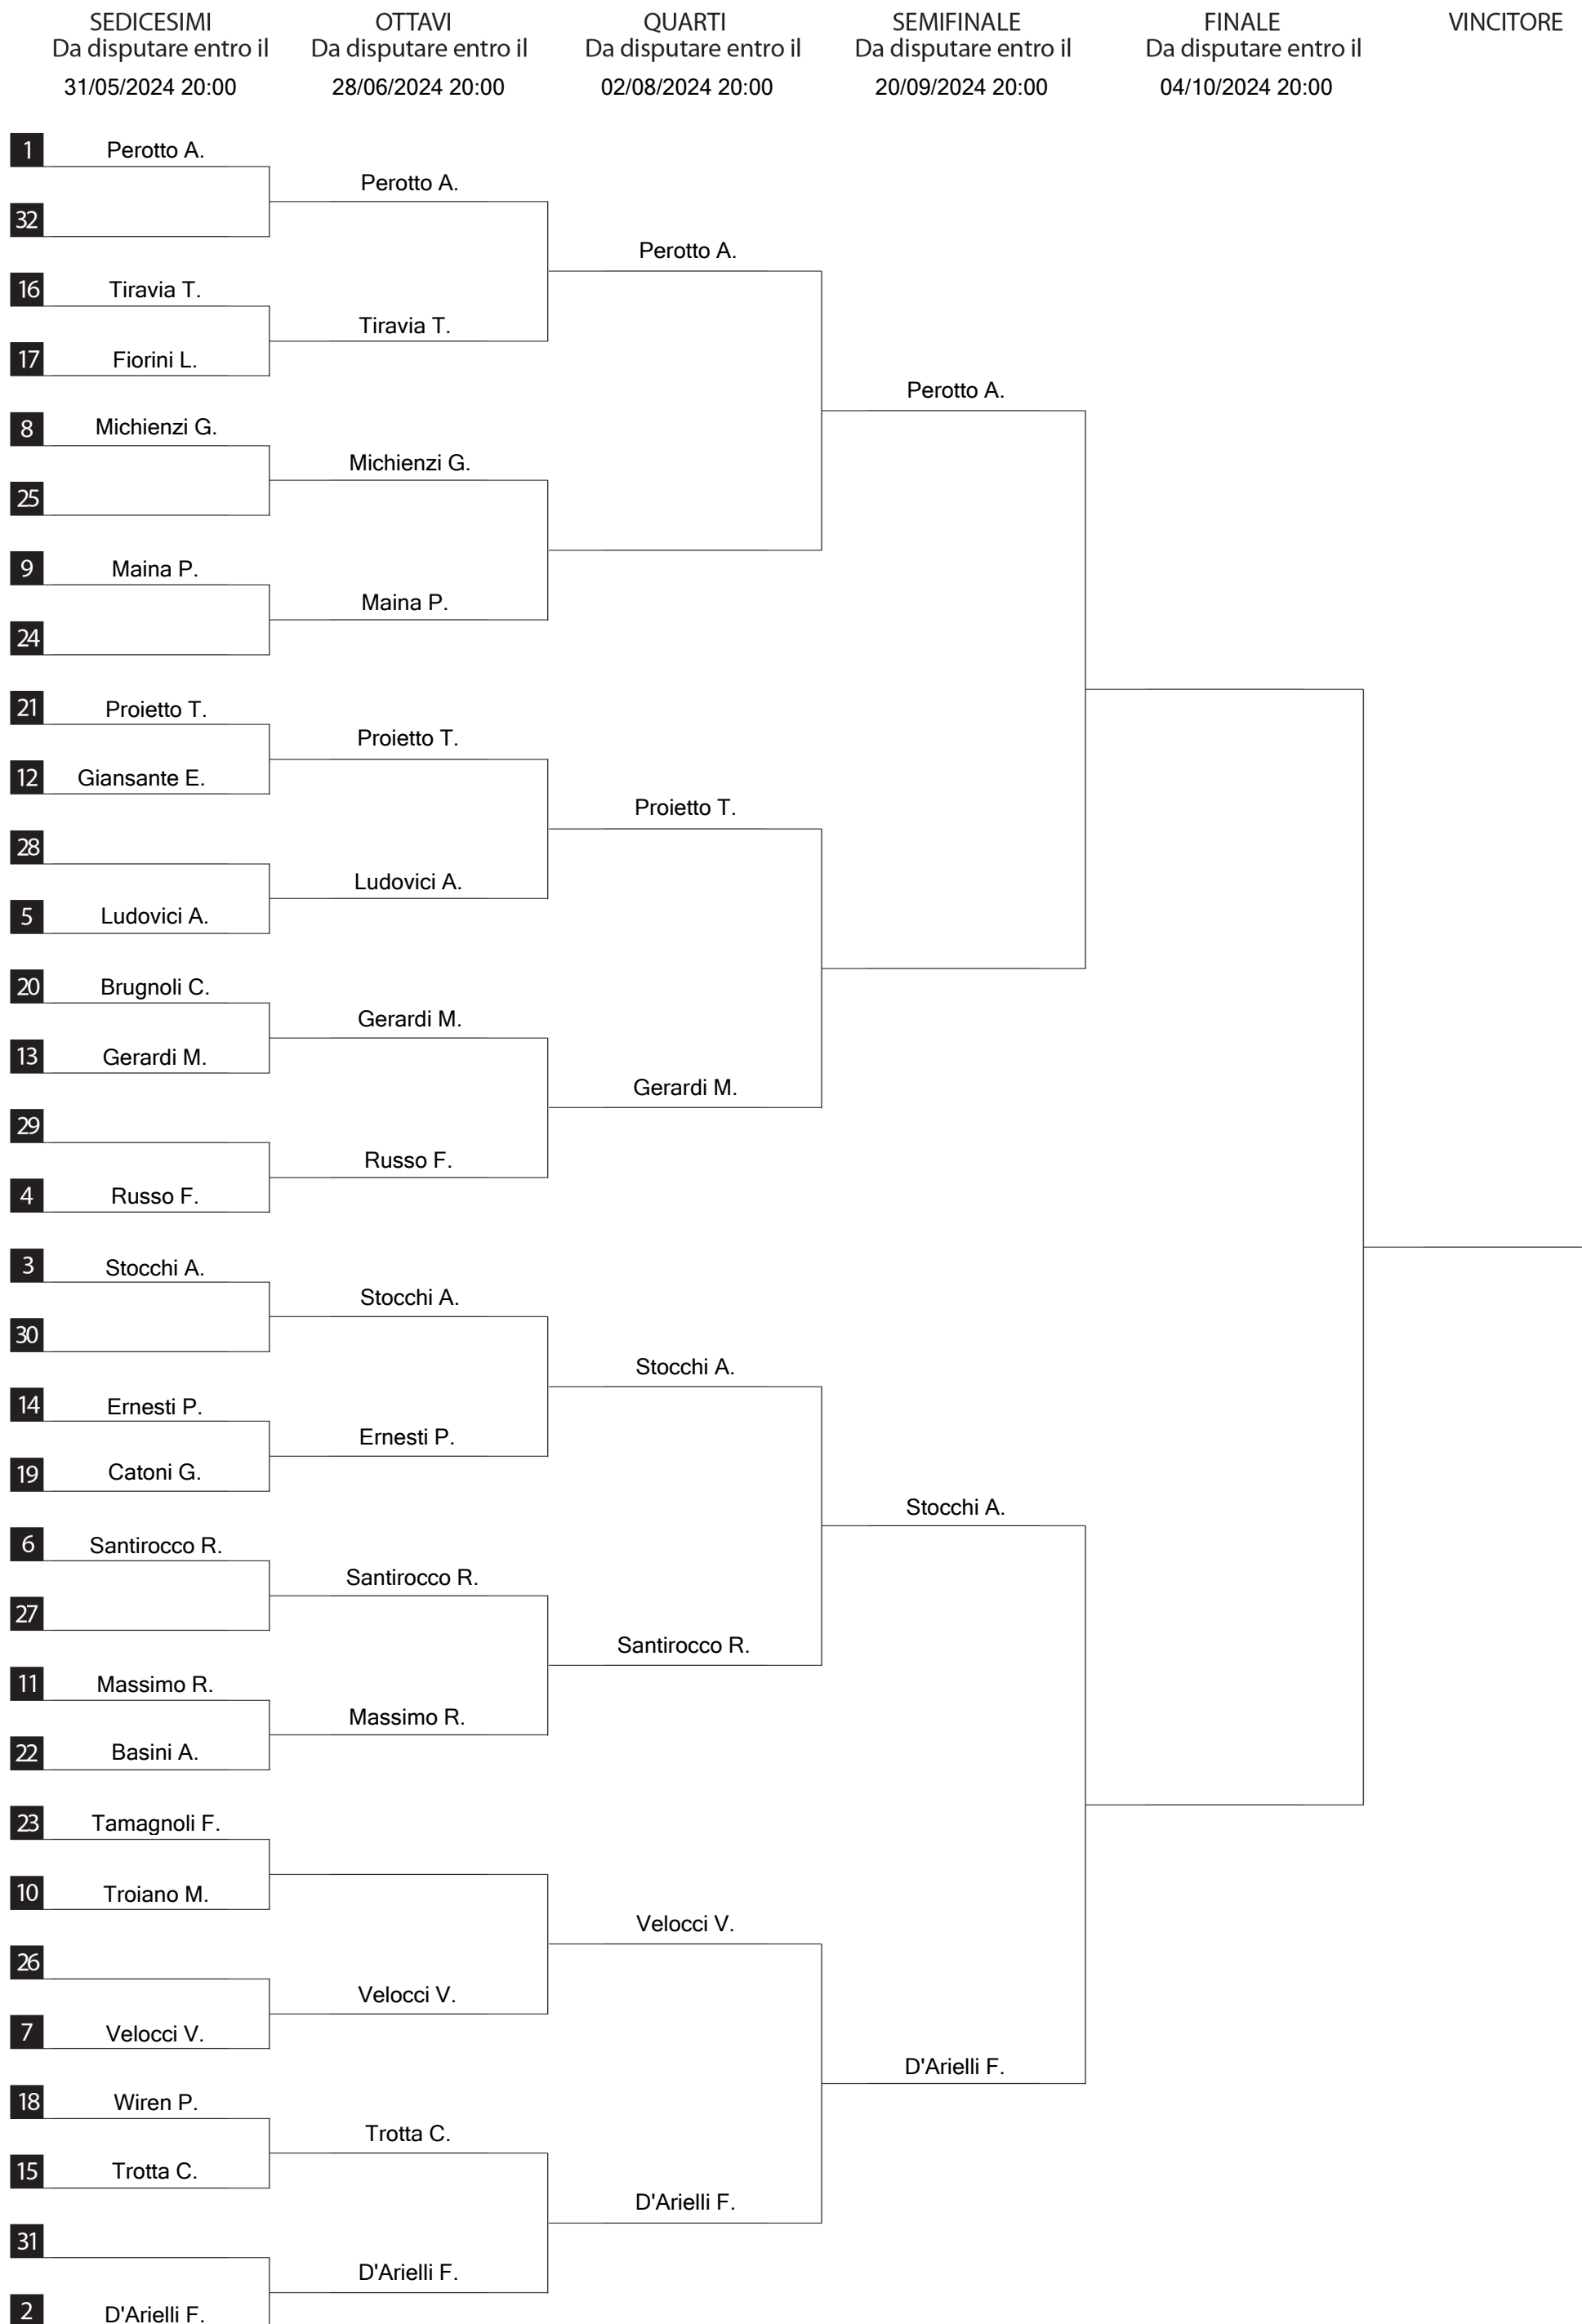 SEDICESIMI
Da disputare entro il
31/05/2024 20:00
OTTAVI
Da disputare entro il
28/06/2024 20:00
QUARTI
Da disputare entro il
02/08/2024 20:00
SEMIFINALE
Da disputare entro il
20/09/2024 20:00
FINALE
Da disputare entro il
04/10/2024 20:00
VINCITORE
1 Perotto A.
32
16 Tiravia T.
17 Fiorini L.
8 Michienzi G.
25
9 Maina P.
24
21 Proietto T.
12 Giansante E.
28
5 Ludovici A.
20 Brugnoli C.
13 Gerardi M.
29
4 Russo F.
3 Stocchi A.
30
14 Ernesti P.
19 Catoni G.
6 Santirocco R.
27
11 Massimo R.
22 Basini A.
23 Tamagnoli F.
10 Troiano M.
26
7 Velocci V.
18 Wiren P.
15 Trotta C.
31
2 D'Arielli F.
Perotto A.
Tiravia T.
Michienzi G.
Maina P.
Proietto T.
Ludovici A.
Gerardi M.
Russo F.
Stocchi A.
Ernesti P.
Santirocco R.
Massimo R.
Velocci V.
Trotta C.
D'Arielli F.
Perotto A.
Proietto T.
Gerardi M.
Stocchi A.
Santirocco R.
Velocci V.
D'Arielli F.
Perotto A.
Stocchi A.
D'Arielli F.